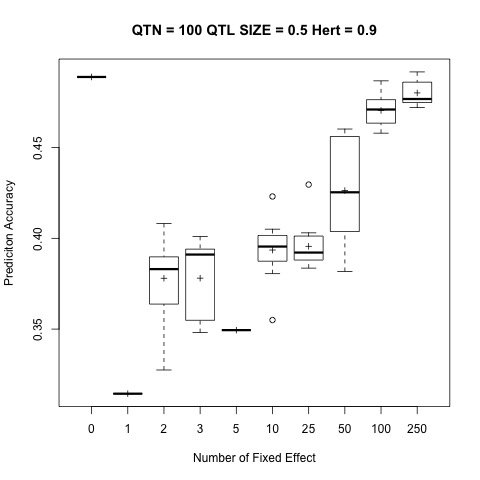 QTN = 100 QTL SIZE = 0.5 Hert = 0.9
Prediciton Accuracy
0.45
0.40
0.35
0 1 2 3 5 10 25 50 100 250
Number of Fixed Effect